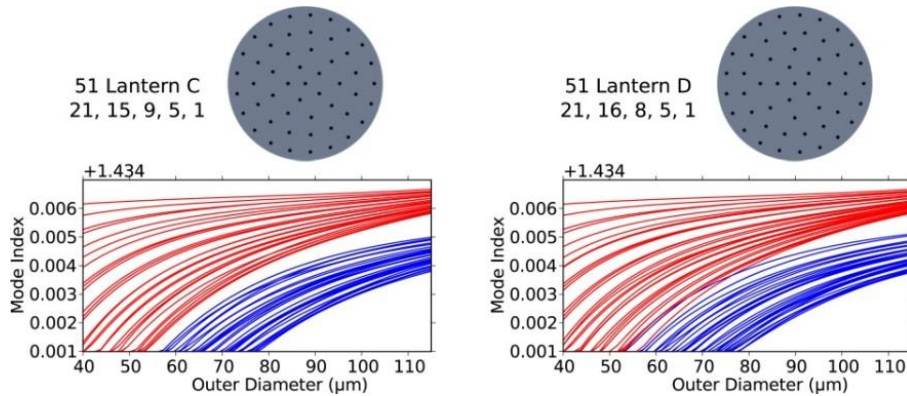 51 Lantern C
21, 15, 9, 5, 1
+1.434
0.006
0.005
0.004
0.003
0.002
0.001
Mode Index
40 50 60 70 80 90 100 110
Outer Diameter (μm)
51 Lantern D
21, 16, 8, 5, 1
+1.434
0.006
0.005
0.004
0.003
0.002
0.001
Mode Index
40 50 60 70 80 90 100 110
Outer Diameter (μm)